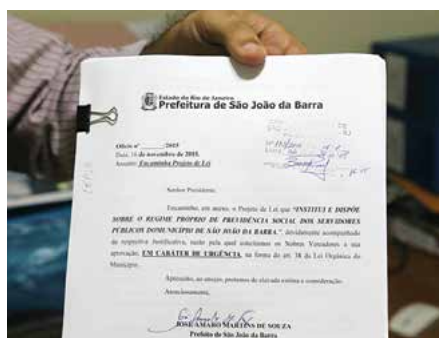 Estado do Rio de Janeiro
Prefeitura de São João da Barra
Ofício nº ______/2015
Data: 16 de novembro de 2015.
Assunto: Encaminha Projeto de Lei
Senhor Presidente,
Encaminho, em anexo, o Projeto de Lei que "INSTITUI E DISPÕE
SOBRE O REGIME PRÓPRIO DE PREVIDÊNCIA SOCIAL DOS SERVIDORES
PÚBLICOS DOMUNICÍPIO DE SÃO JOÃO DA BARRA.", devidamente acompanhado
da respectiva Justificativa, razão pela qual solicitamos os Nobres Vereadores a sua
aprovação, EM CARÁTER DE URGÊNCIA, na forma do art. 38 da Lei Orgânica do
Município.
Apresento, ao ensejo, protestos de elevada estima e consideração.
Atenciosamente,
JOSÉ AMARO MARTINS DE SOUZA
Prefeito de São João da Barra